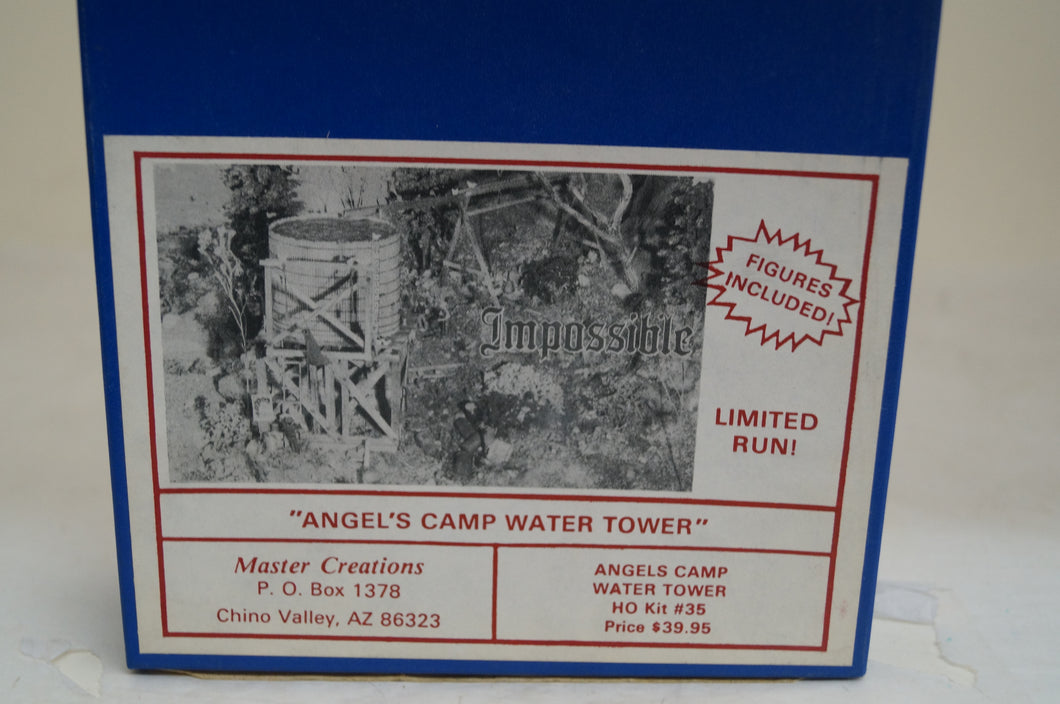 Impossible
FIGURES
INCLUDED!
LIMITED
RUN!
"ANGEL'S CAMP WATER TOWER"
Master Creations
P. O. Box 1378
Chino Valley, AZ 86323
ANGELS CAMP
WATER TOWER
HO Kit #35
Price $39.95